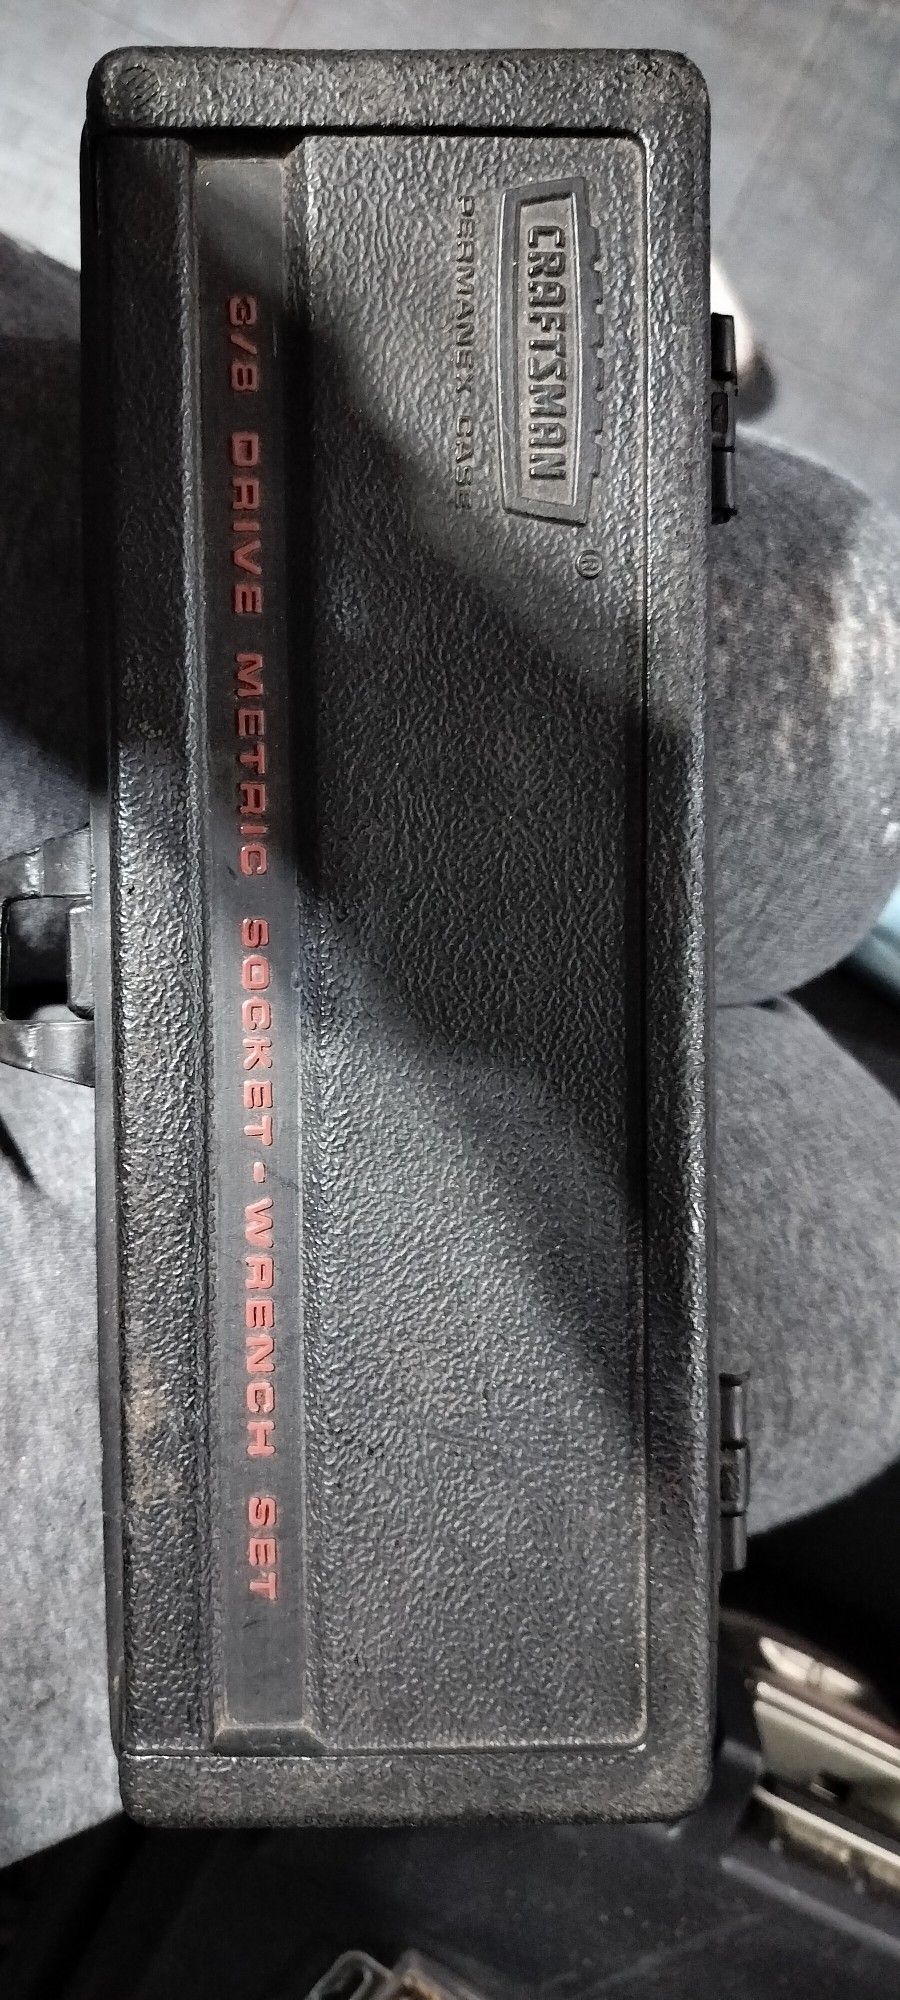 CRAFTSMAN
®
PERMANEX CASE
3/8 DRIVE METRIC SOCKET-WRENCH SET